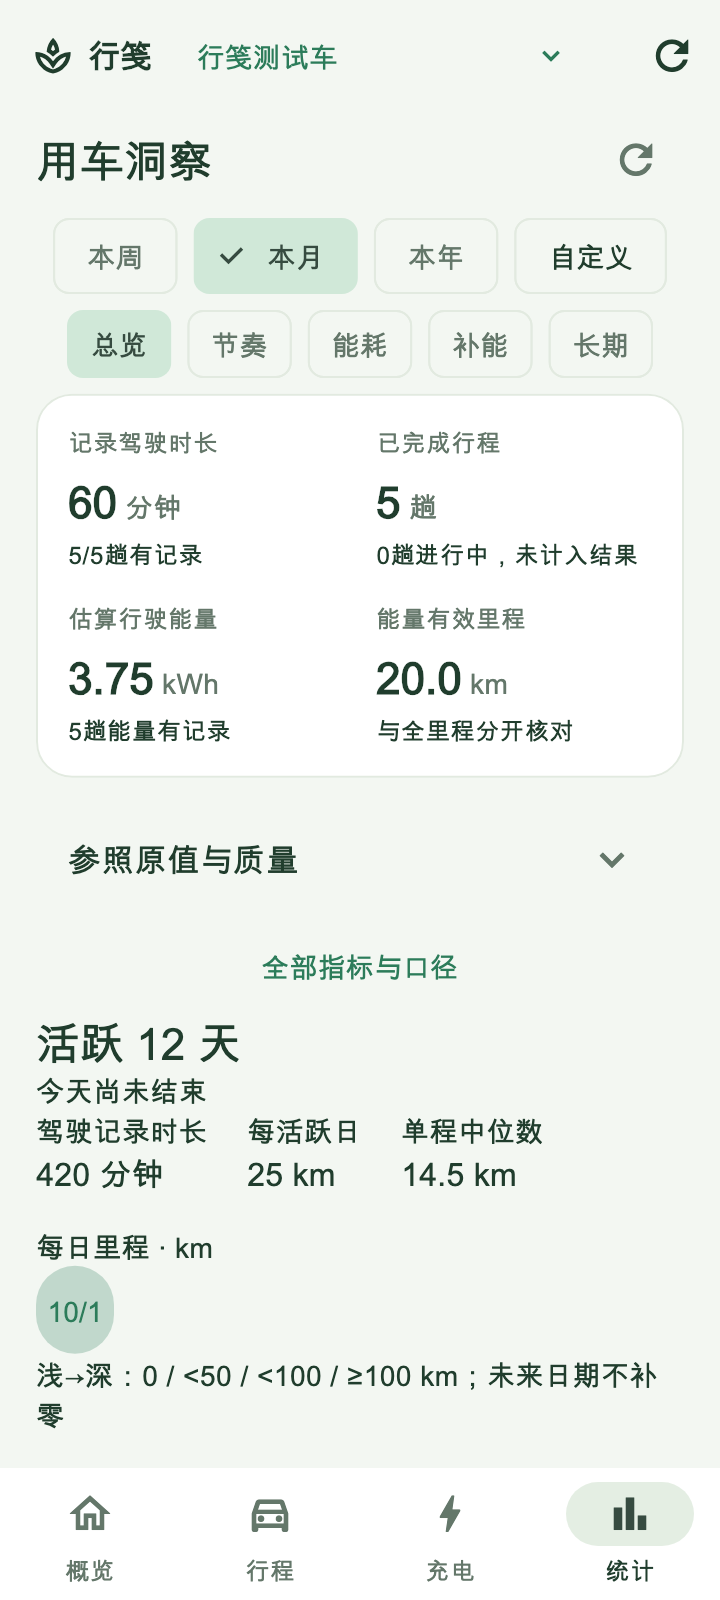 行笺 行笺测试车
用车洞察
本周 本月 本年 自定义
总览 节奏 能耗 补能 长期
记录驾驶时长 已完成行程
60 分钟 5 趟
5/5趟有记录 0趟进行中，未计入结果
估算行驶能量 能量有效里程
3.75 kWh 20.0 km
5趟能量有记录 与全里程分开核对
参照原值与质量
全部指标与口径
活跃 12 天
今天尚未结束
驾驶记录时长 每活跃日 单程中位数
420 分钟 25 km 14.5 km
每日里程 · km
10/1
浅→深：0 / <50 / <100 / ≥100 km；未来日期不补
零
概览 行程 充电 统计